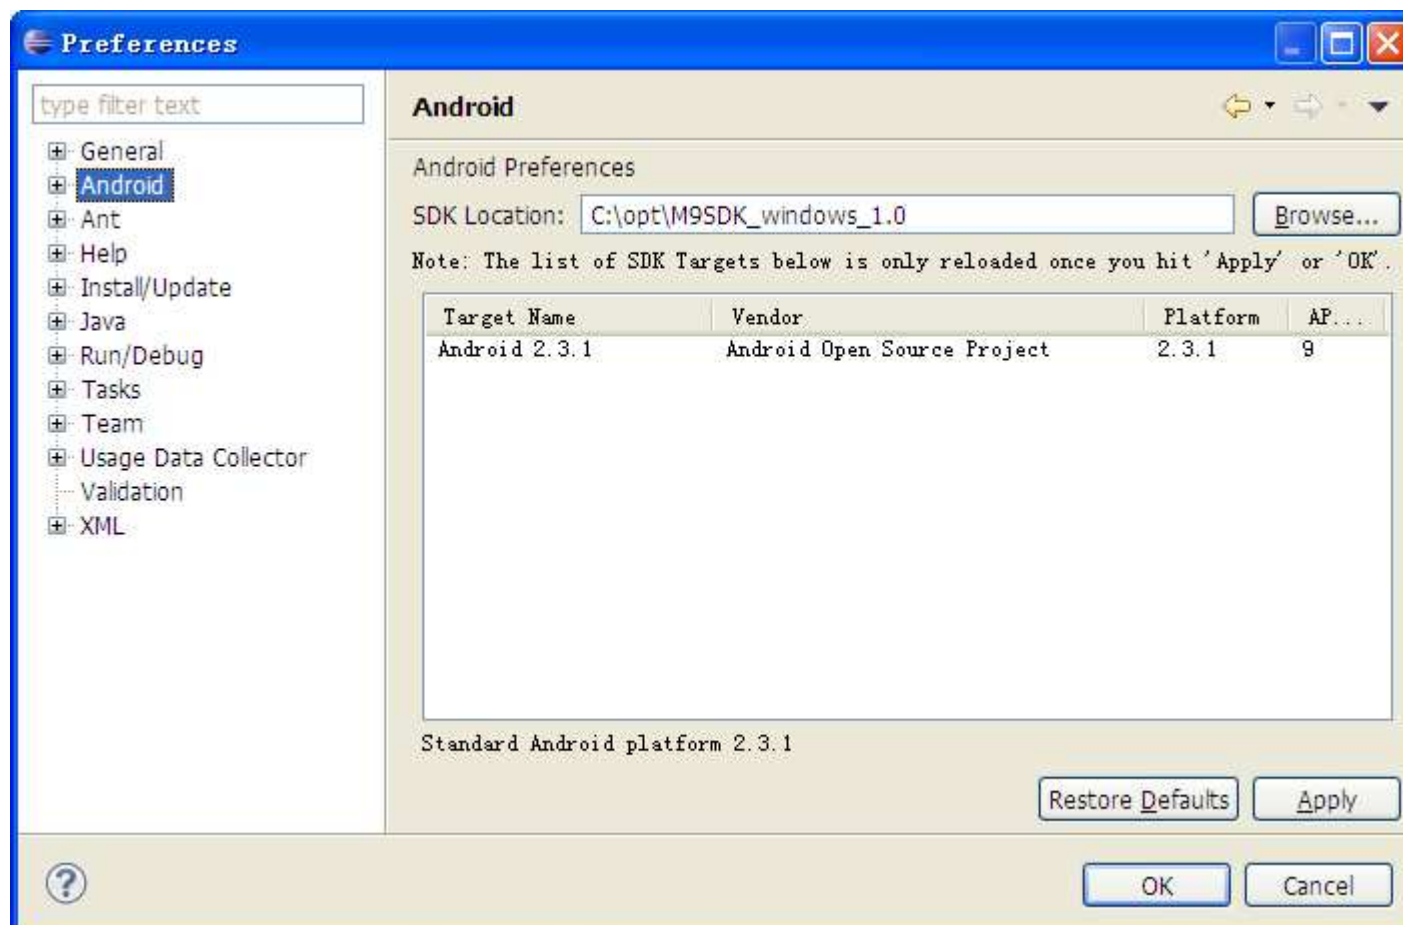 Preferences
type filter text
General
Android
Ant
Help
Install/Update
Java
Run/Debug
Tasks
Team
Usage Data Collector
Validation
XML
Android
Android Preferences
SDK Location: C:\opt\M9SDK_windows_1.0 Browse...
Note: The list of SDK Targets below is only reloaded once you hit 'Apply' or 'OK'.
Target Name Vendor Platform AP...
Android 2.3.1 Android Open Source Project 2.3.1 9
Standard Android platform 2.3.1
Restore Defaults Apply
? OK Cancel